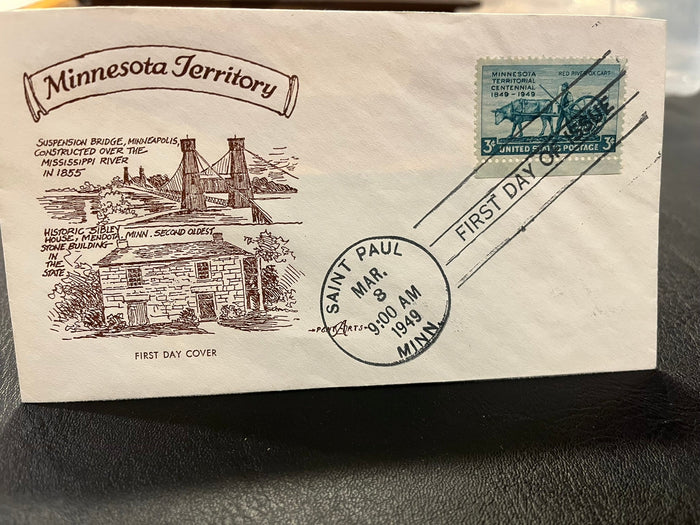 Minnesota Territory
SUSPENSION BRIDGE, MINNEAPOLIS,
CONSTRUCTED OVER THE
MISSISSIPPI RIVER
IN 1855
HISTORIC SIBLEY
HOUSE, MENDOTA, MINN. SECOND OLDEST
STONE BUILDING
IN
THE
STATE
PENT ARTS
FIRST DAY COVER
MINNESOTA
TERRITORIAL
CENTENNIAL
1849-1949
RED RIVER OX CART
3¢ UNITED STATES POSTAGE 3¢
FIRST DAY OF ISSUE
SAINT PAUL
MAR.
8
9:00 AM
1949
MINN.